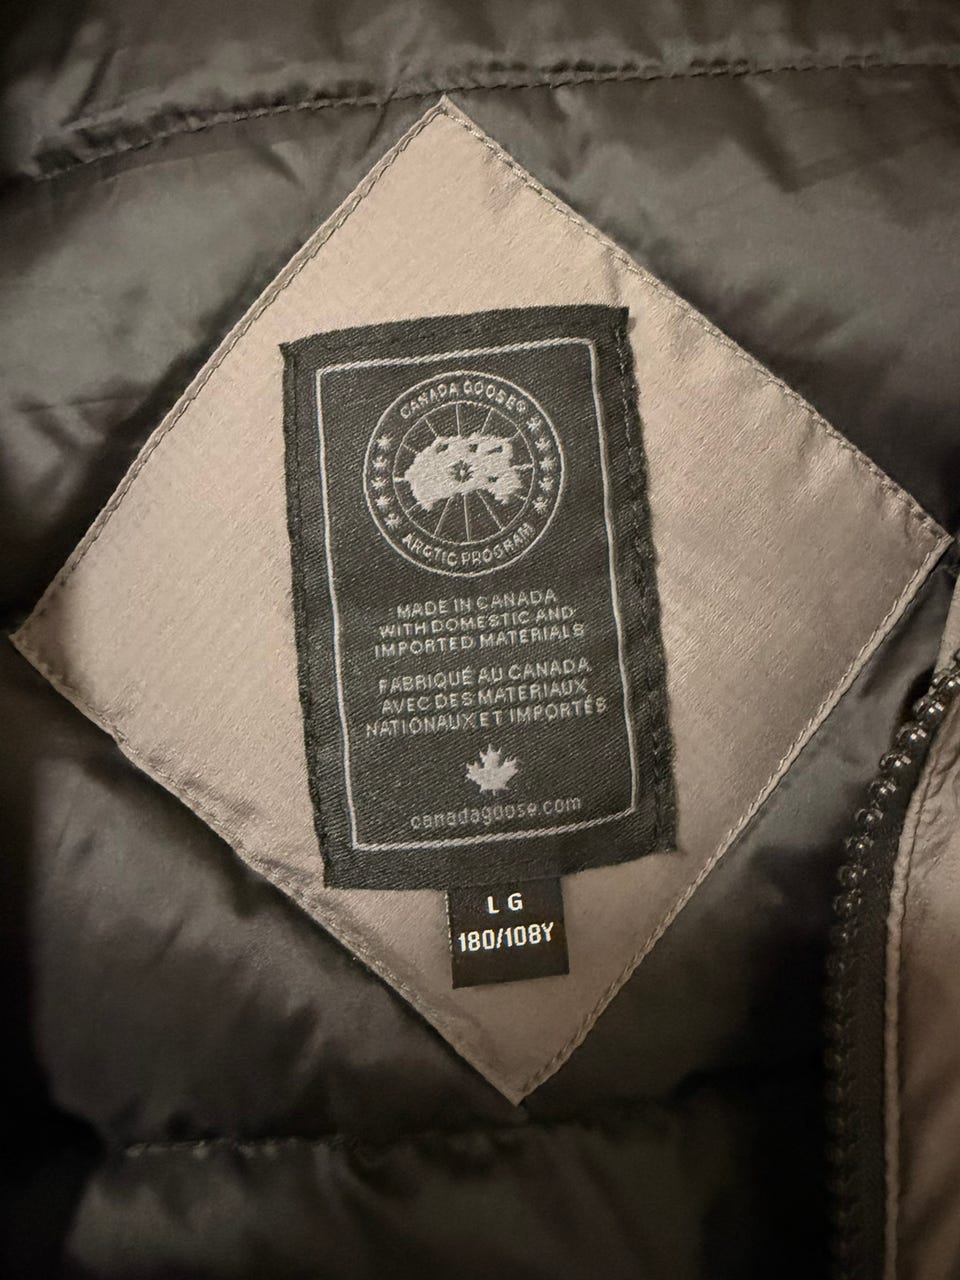 CANADA GOOSE®
ARCTIC PROGRAM
MADE IN CANADA
WITH DOMESTIC AND
IMPORTED MATERIALS
FABRIQUÉ AU CANADA
AVEC DES MATERIAUX
NATIONAUX ET IMPORTÉS
canadagoose.com
LG
180/108Y